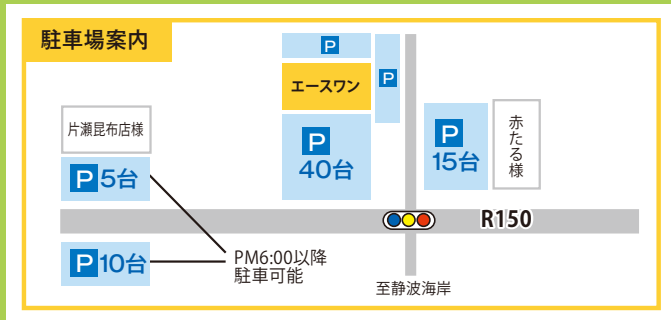 駐車場案内
P
エースワン
P
P
40台
P
15台
赤たる様
片瀬昆布店様
P5台
R150
P10台
PM6:00以降
駐車可能
至静波海岸